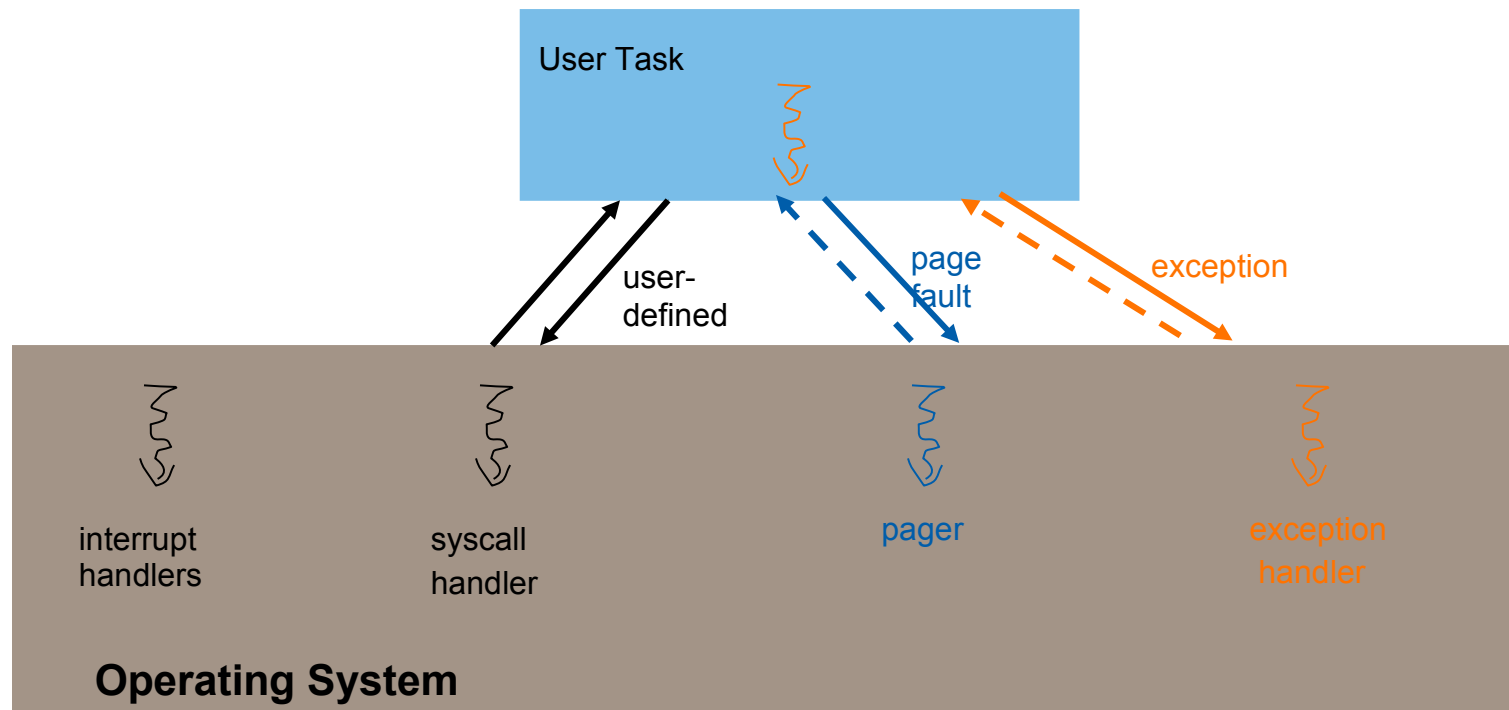 User Task
user-
defined
page
fault
exception
interrupt
handlers
syscall
handler
pager
exception
handler
Operating System